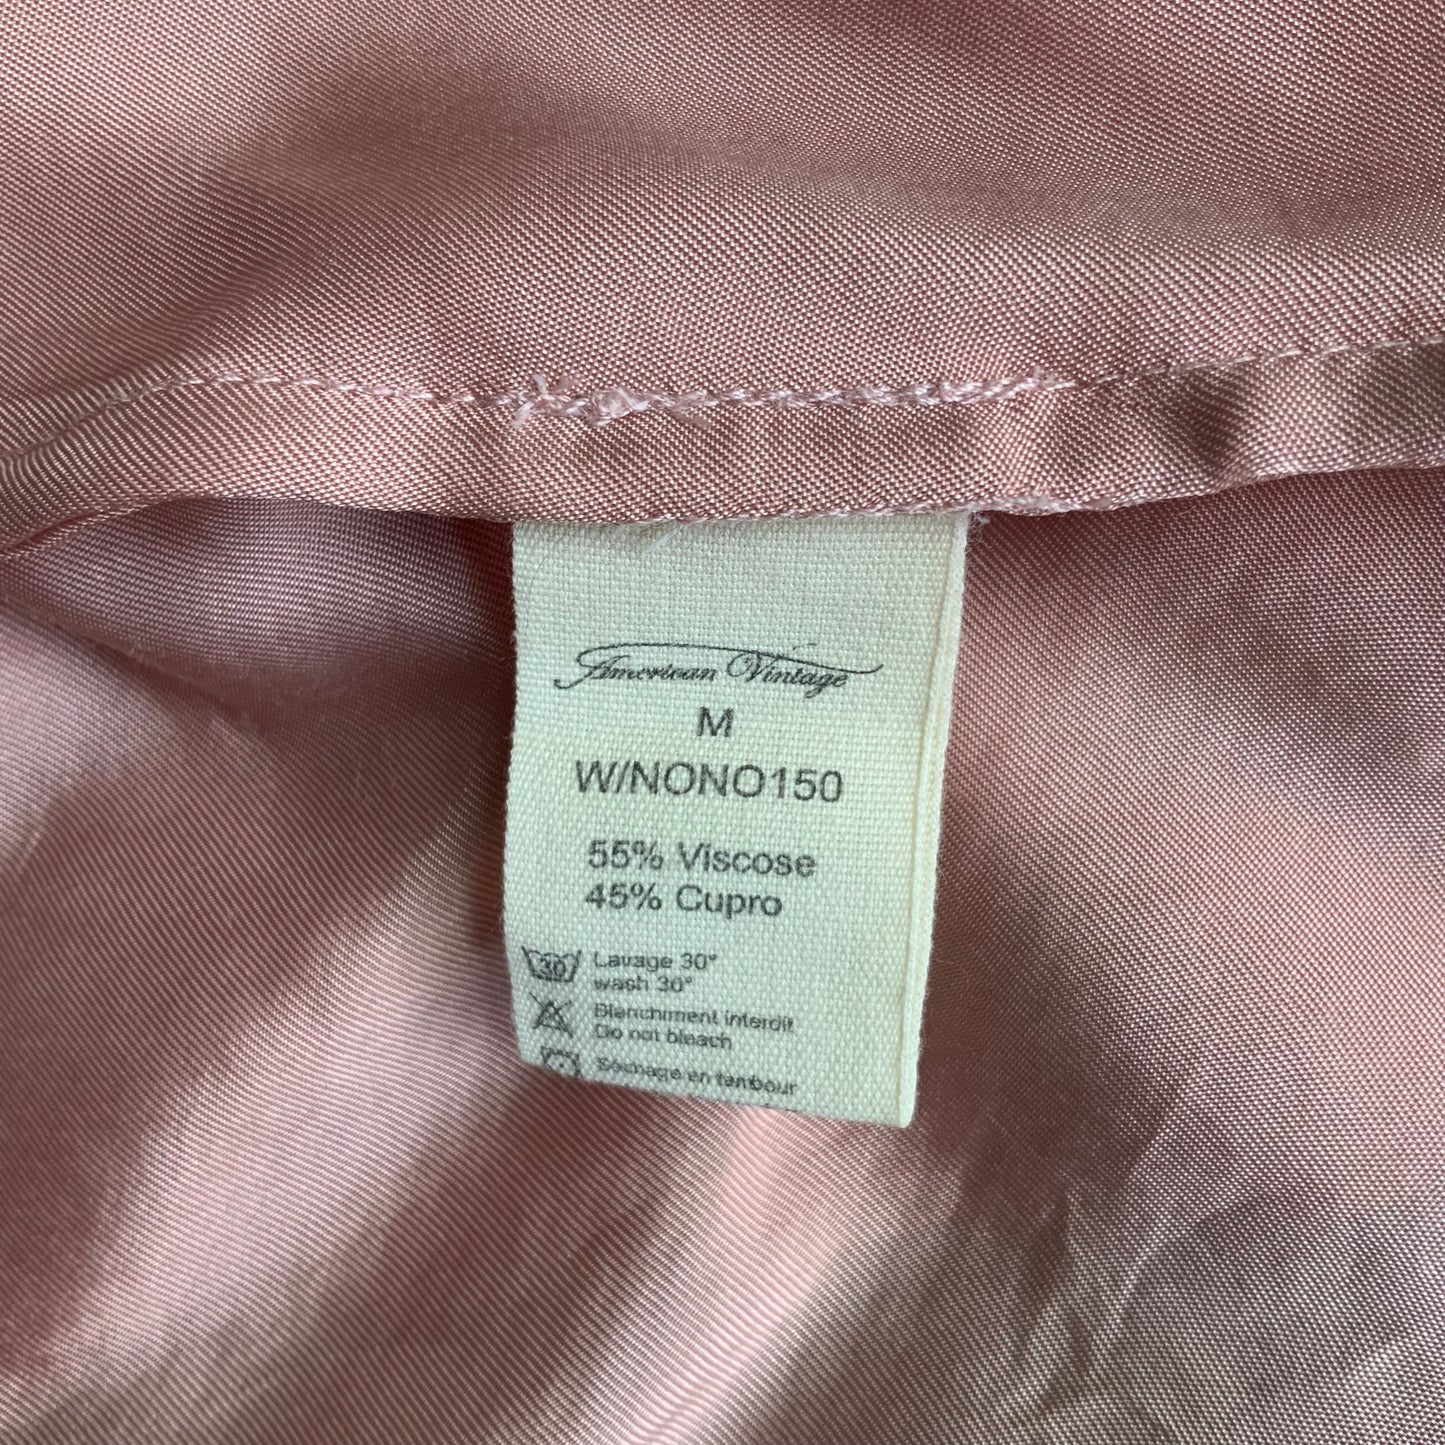 American Vintage
M
W/NONO150
55% Viscose
45% Cupro
30 Lavage 30°
wash 30°
Blanchiment interdit
Do not bleach
Séchage en tambour